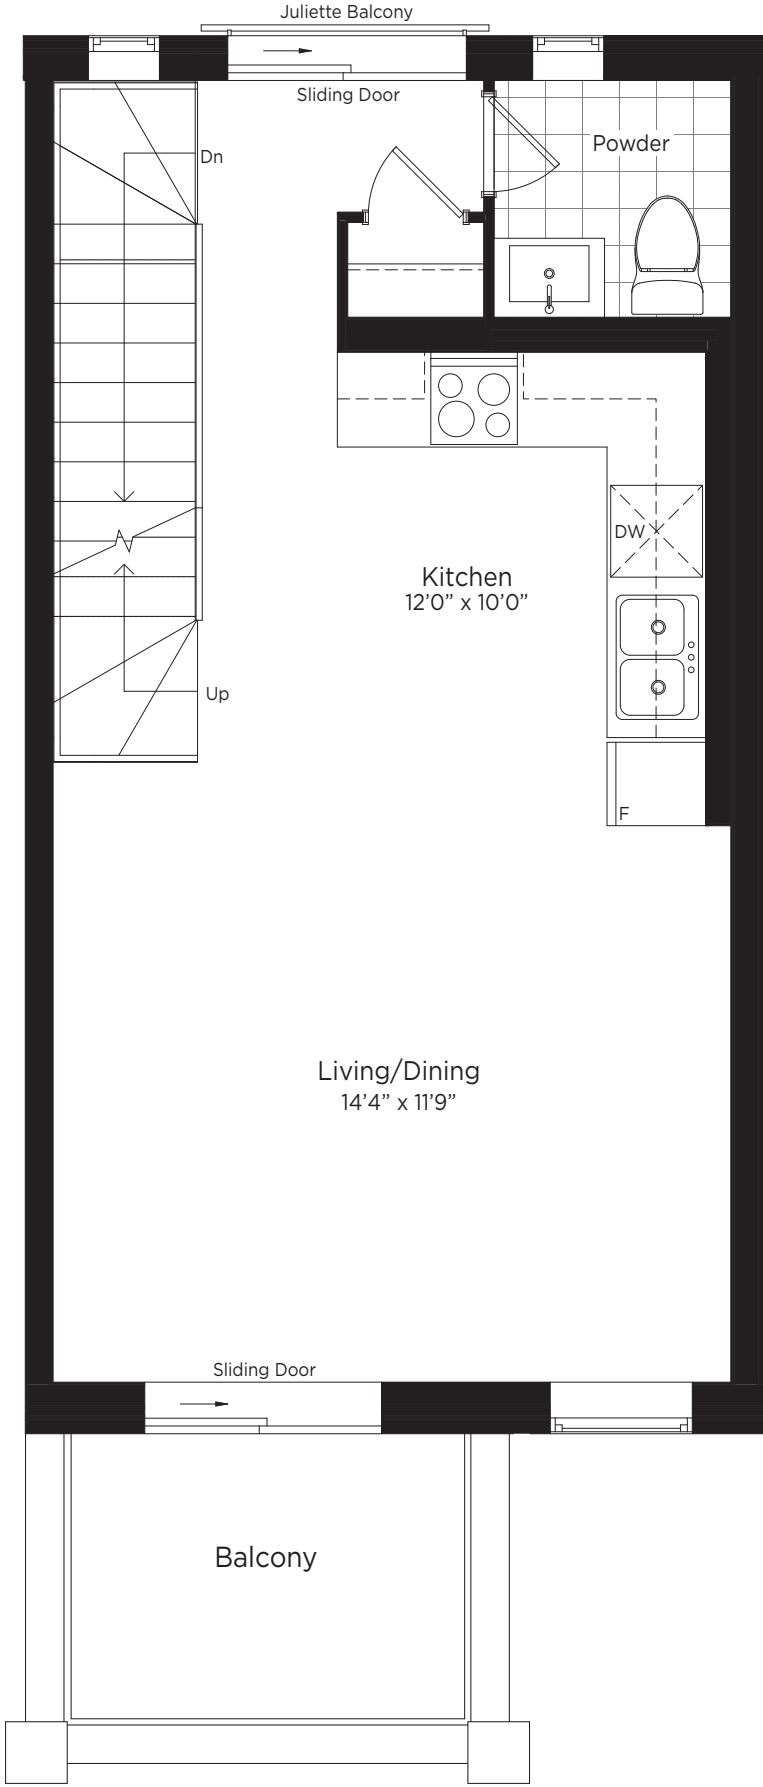 Juliette Balcony
Sliding Door
Powder
Dn
DW
Kitchen
12’0” x 10’0”
Up
F
Living/Dining
14’4” x 11’9”
Sliding Door
Balcony